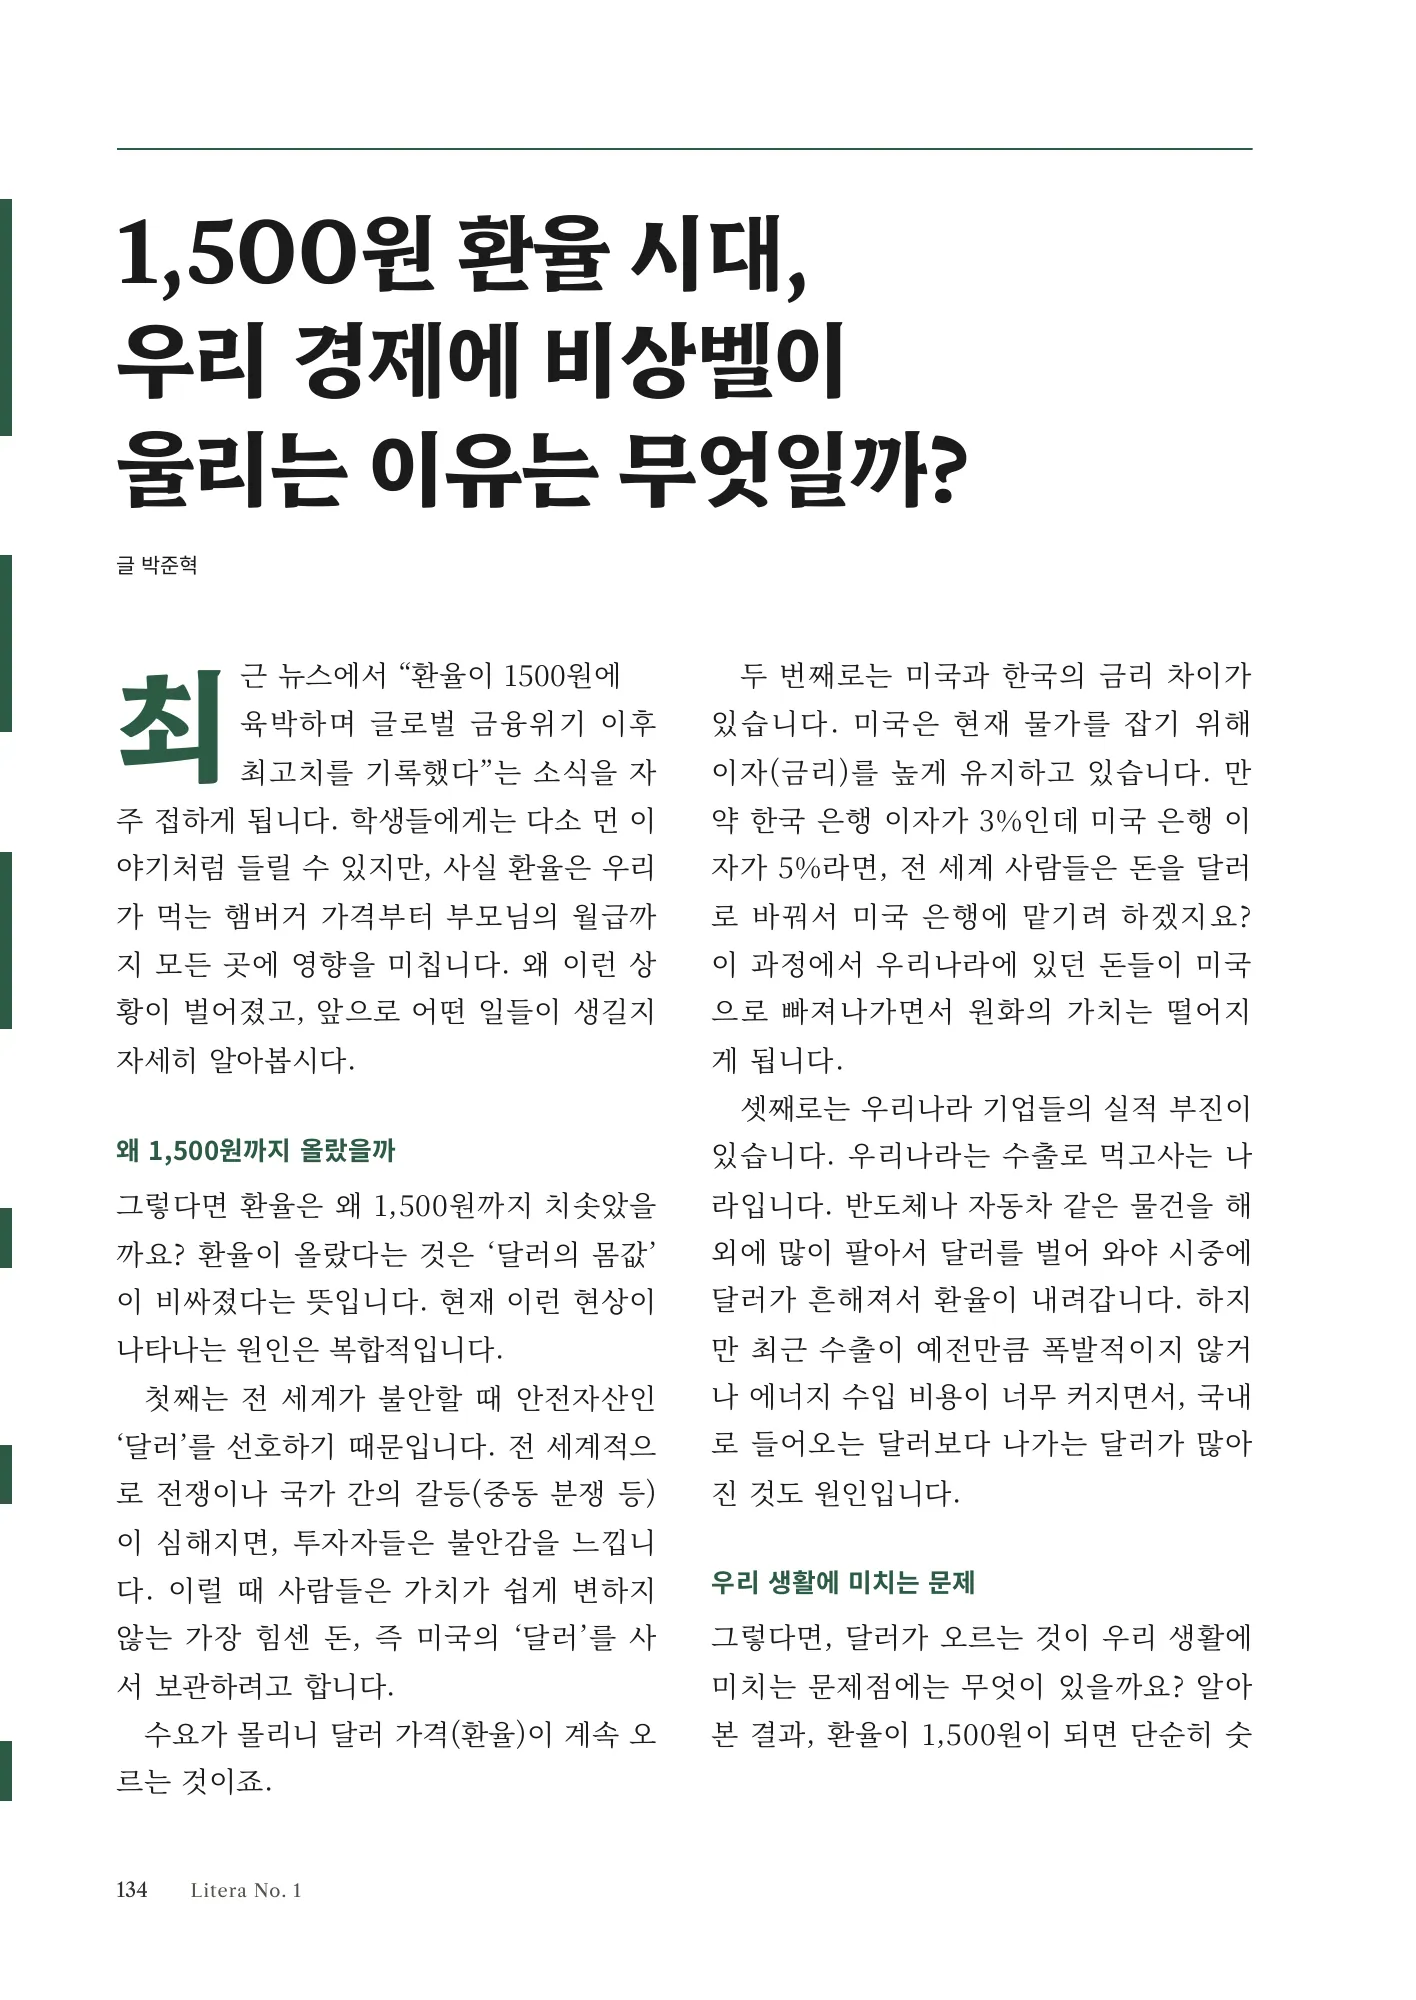 1,500원 환율 시대,
우리 경제에 비상벨이
울리는 이유는 무엇일까?
글 박준혁
최근 뉴스에서 “환율이 1500원에
육박하며 글로벌 금융위기 이후
최고치를 기록했다”는 소식을 자
주 접하게 됩니다. 학생들에게는 다소 먼 이
야기처럼 들릴 수 있지만, 사실 환율은 우리
가 먹는 햄버거 가격부터 부모님의 월급까
지 모든 곳에 영향을 미칩니다. 왜 이런 상
황이 벌어졌고, 앞으로 어떤 일들이 생길지
자세히 알아봅시다.
왜 1,500원까지 올랐을까
그렇다면 환율은 왜 1,500원까지 치솟았을
까요? 환율이 올랐다는 것은 ‘달러의 몸값’
이 비싸졌다는 뜻입니다. 현재 이런 현상이
나타나는 원인은 복합적입니다.
첫째는 전 세계가 불안할 때 안전자산인
‘달러’를 선호하기 때문입니다. 전 세계적으
로 전쟁이나 국가 간의 갈등(중동 분쟁 등)
이 심해지면, 투자자들은 불안감을 느낍니
다. 이럴 때 사람들은 가치가 쉽게 변하지
않는 가장 힘센 돈, 즉 미국의 ‘달러’를 사
서 보관하려고 합니다.
수요가 몰리니 달러 가격(환율)이 계속 오
르는 것이죠.
두 번째로는 미국과 한국의 금리 차이가
있습니다. 미국은 현재 물가를 잡기 위해
이자(금리)를 높게 유지하고 있습니다. 만
약 한국 은행 이자가 3%인데 미국 은행 이
자가 5%라면, 전 세계 사람들은 돈을 달러
로 바꿔서 미국 은행에 맡기려 하겠지요?
이 과정에서 우리나라에 있던 돈들이 미국
으로 빠져나가면서 원화의 가치는 떨어지
게 됩니다.
셋째로는 우리나라 기업들의 실적 부진이
있습니다. 우리나라는 수출로 먹고사는 나
라입니다. 반도체나 자동차 같은 물건을 해
외에 많이 팔아서 달러를 벌어 와야 시중에
달러가 흔해져서 환율이 내려갑니다. 하지
만 최근 수출이 예전만큼 폭발적이지 않거
나 에너지 수입 비용이 너무 커지면서, 국내
로 들어오는 달러보다 나가는 달러가 많아
진 것도 원인입니다.
우리 생활에 미치는 문제
그렇다면, 달러가 오르는 것이 우리 생활에
미치는 문제점에는 무엇이 있을까요? 알아
본 결과, 환율이 1,500원이 되면 단순히 숫
134 Litera No. 1